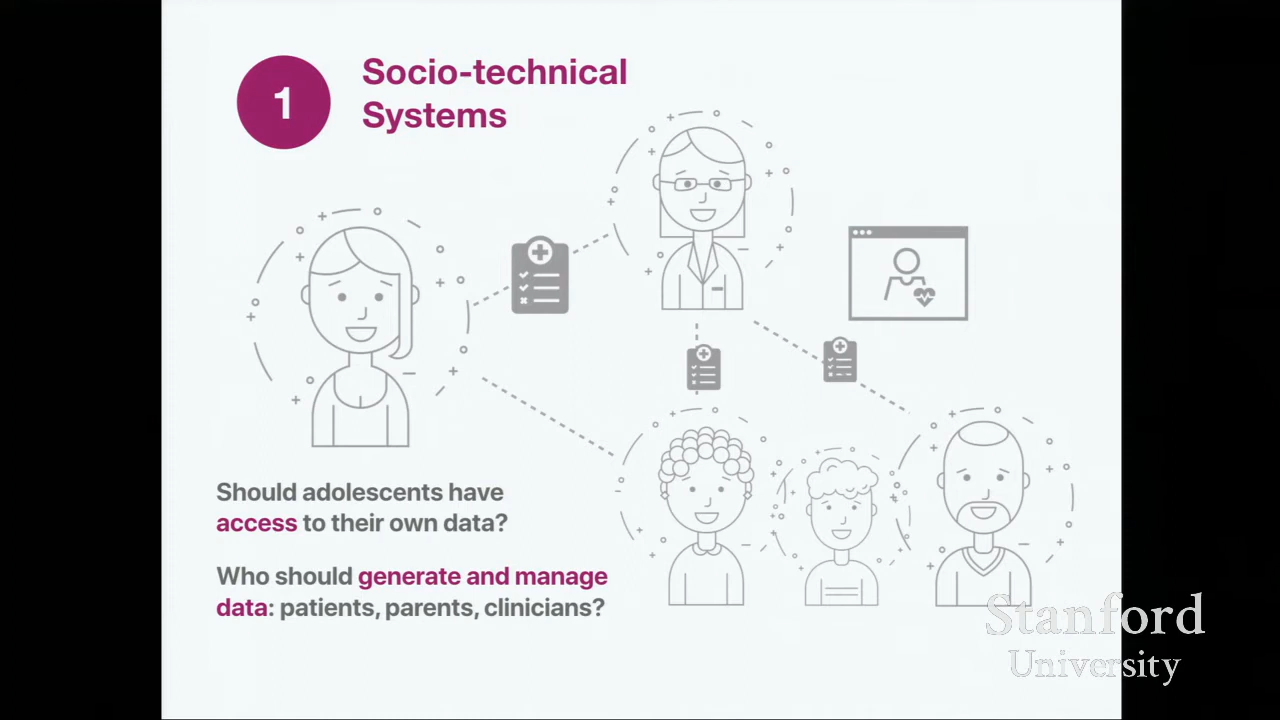 1
Socio-technical
Systems
Should adolescents have
access to their own data?
Who should generate and manage
data: patients, parents, clinicians?
Stanford
University